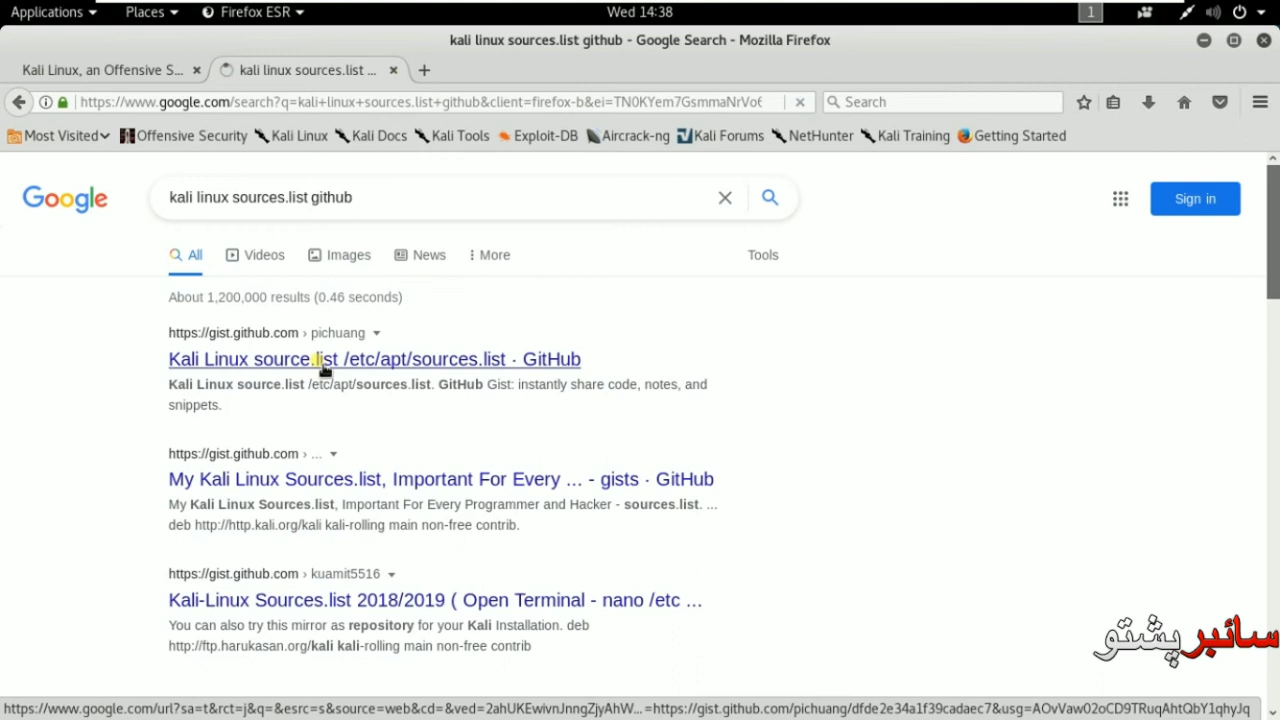 Applications Places Firefox ESR Wed 14:38 1
kali linux sources.list github - Google Search - Mozilla Firefox
Kali Linux, an Offensive S... × kali linux sources.list ... × +
https://www.google.com/search?q=kali+linux+sources.list+github&client=firefox-b&ei=TN0KYem7GsmmaNrVo6 Search
Most Visited Offensive Security Kali Linux Kali Docs Kali Tools Exploit-DB Aircrack-ng Kali Forums NetHunter Kali Training Getting Started
Google kali linux sources.list github Sign in
All Videos Images News More Tools
About 1,200,000 results (0.46 seconds)
https://gist.github.com › pichuang
Kali Linux source.list /etc/apt/sources.list · GitHub
Kali Linux source.list /etc/apt/sources.list. GitHub Gist: instantly share code, notes, and
snippets.
https://gist.github.com › ...
My Kali Linux Sources.list, Important For Every ... - gists · GitHub
My Kali Linux Sources.list, Important For Every Programmer and Hacker - sources.list. ...
deb http://http.kali.org/kali kali-rolling main non-free contrib.
https://gist.github.com › kuamit5516
Kali-Linux Sources.list 2018/2019 ( Open Terminal - nano /etc ...
You can also try this mirror as repository for your Kali Installation. deb
http://ftp.harukasan.org/kali kali-rolling main non-free contrib
سائبر پشتو
https://www.google.com/url?sa=t&rct=j&q=&esrc=s&source=web&cd=&ved=2ahUKEwivnJnngZjyAhW...=https://gist.github.com/pichuang/dfde2e34a1f39cadaec7&usg=AOvVaw02oCD9TRuqAhtQbY1qhyJq